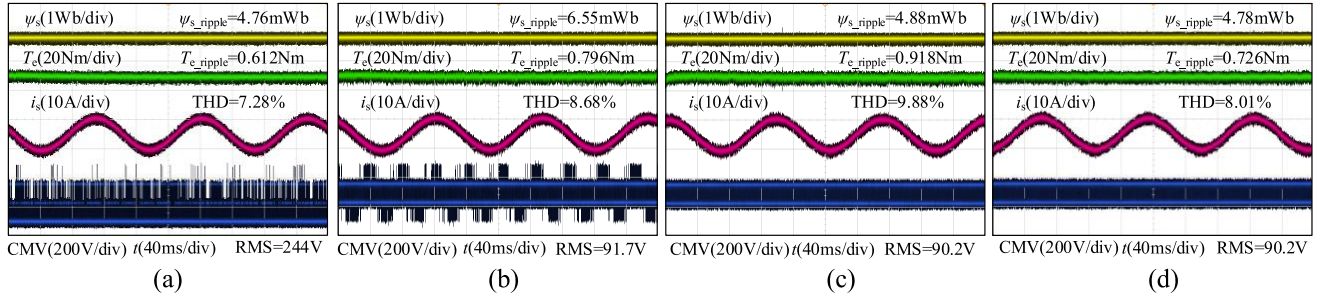 ψs(1Wb/div) ψs_ripple=4.76mWb
Te(20Nm/div) Te_ripple=0.612Nm
is(10A/div) THD=7.28%
CMV(200V/div) t(40ms/div) RMS=244V
(a)
ψs(1Wb/div) ψs_ripple=6.55mWb
Te(20Nm/div) Te_ripple=0.796Nm
is(10A/div) THD=8.68%
CMV(200V/div) t(40ms/div) RMS=91.7V
(b)
ψs(1Wb/div) ψs_ripple=4.88mWb
Te(20Nm/div) Te_ripple=0.918Nm
is(10A/div) THD=9.88%
CMV(200V/div) t(40ms/div) RMS=90.2V
(c)
ψs(1Wb/div) ψs_ripple=4.78mWb
Te(20Nm/div) Te_ripple=0.726Nm
is(10A/div) THD=8.01%
CMV(200V/div) t(40ms/div) RMS=90.2V
(d)